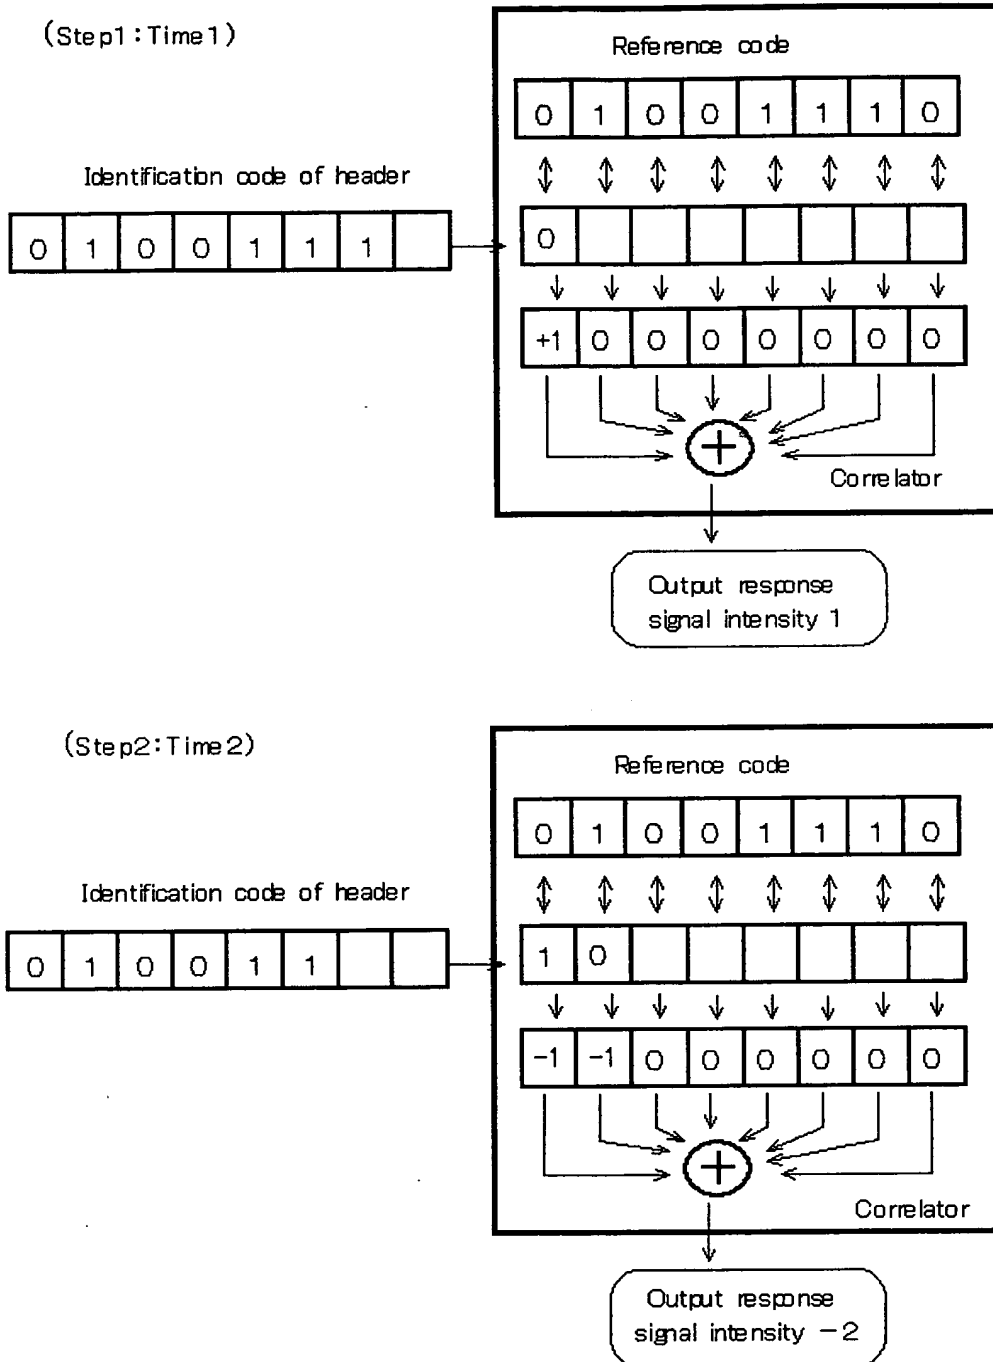 (Step1:Time1)
Reference code
0 1 0 0 1 1 1 0
Identification code of header
0 1 0 0 1 1 1
0
+1 0 0 0 0 0 0 0
+
Correlator
Output response
signal intensity 1
(Step2:Time2)
Reference code
0 1 0 0 1 1 1 0
Identification code of header
0 1 0 0 1 1
1 0
-1 -1 0 0 0 0 0 0
+
Correlator
Output response
signal intensity -2